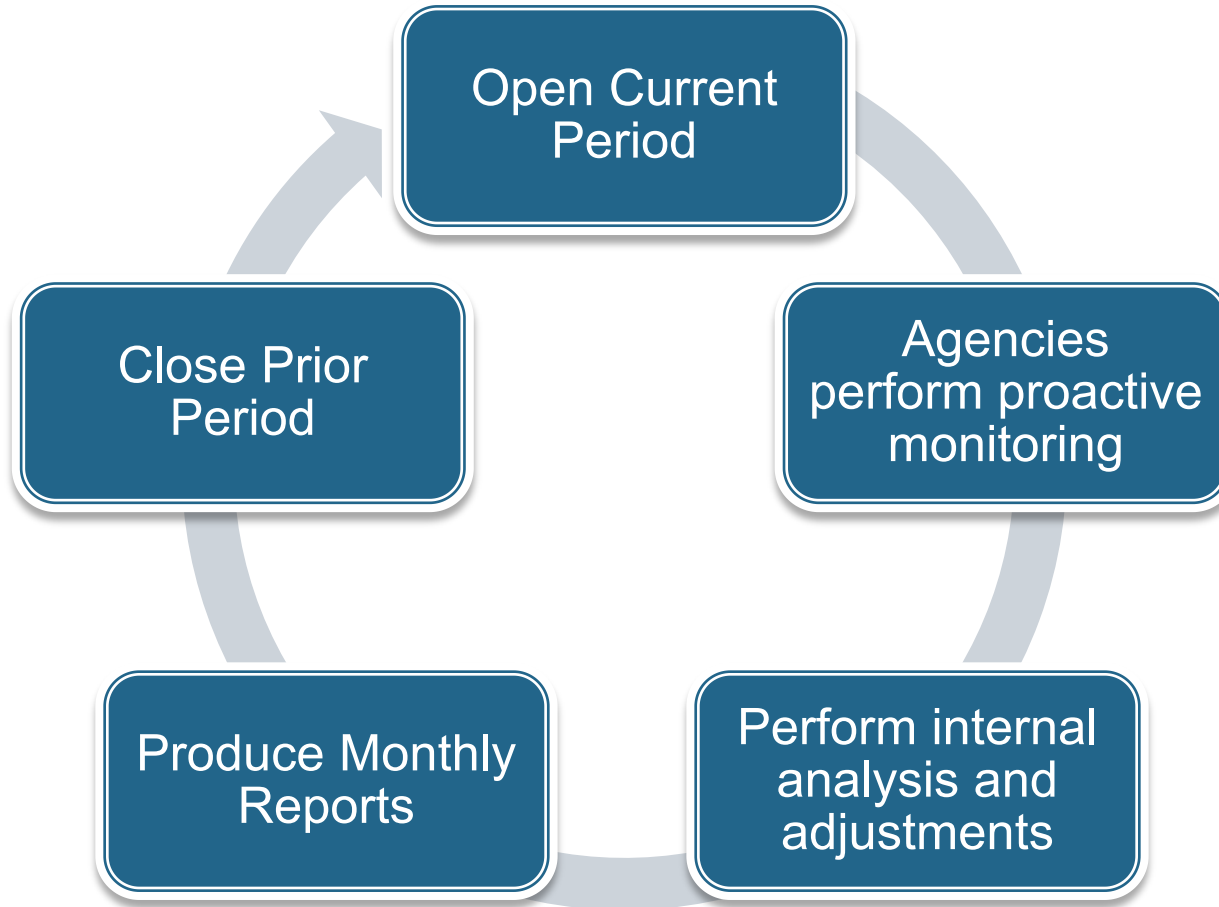 Open Current
Period
Agencies
perform proactive
monitoring
Perform internal
analysis and
adjustments
Produce Monthly
Reports
Close Prior
Period